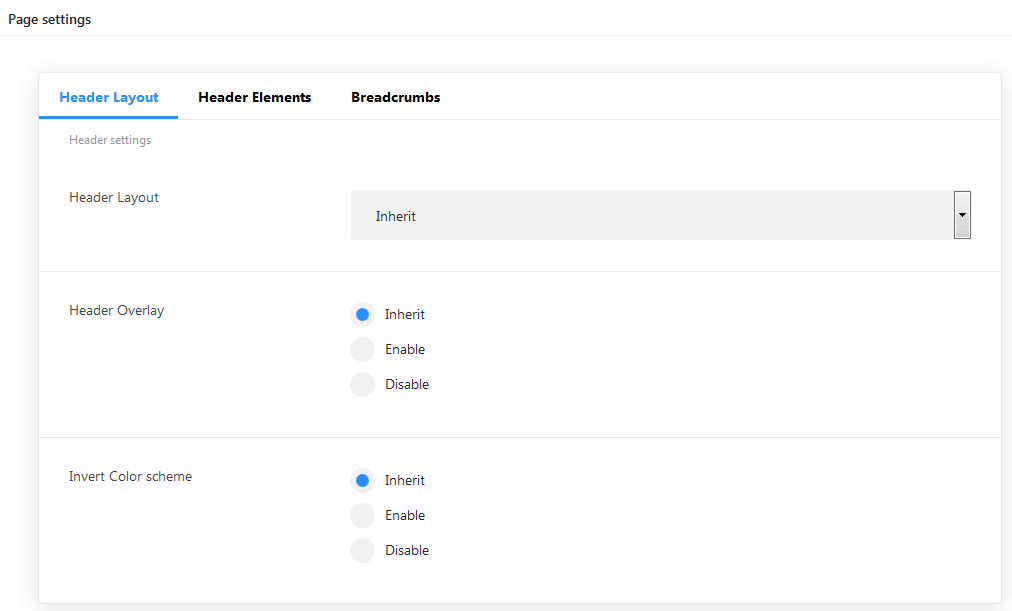 Page settings
Header Layout Header Elements Breadcrumbs
Header settings
Header Layout
Inherit
Header Overlay
Inherit
Enable
Disable
Invert Color scheme
Inherit
Enable
Disable